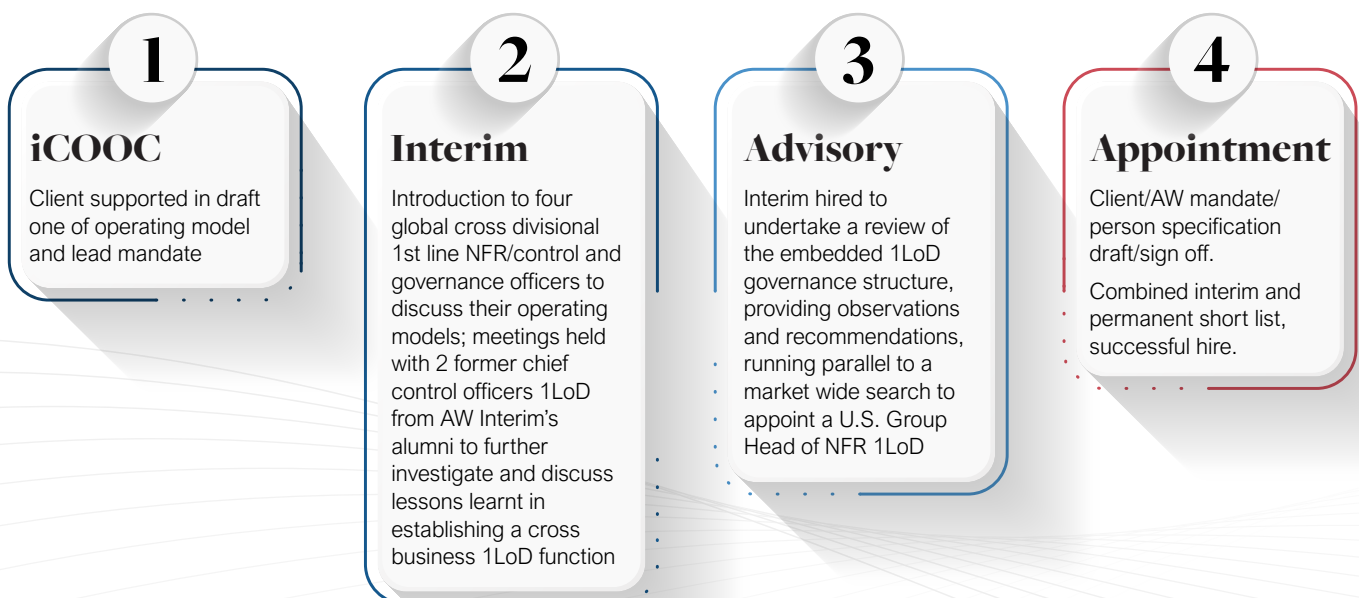 1
iCOOC
Client supported in draft
one of operating model
and lead mandate
2
Interim
Introduction to four
global cross divisional
1st line NFR/control and
governance officers to
discuss their operating
models; meetings held
with 2 former chief
control officers 1LoD
from AW Interim’s
alumni to further
investigate and discuss
lessons learnt in
establishing a cross
business 1LoD function
3
Advisory
Interim hired to
undertake a review of
the embedded 1LoD
governance structure,
providing observations
and recommendations,
running parallel to a
market wide search to
appoint a U.S. Group
Head of NFR 1LoD
4
Appointment
Client/AW mandate/
person specification
draft/sign off.
Combined interim and
permanent short list,
successful hire.